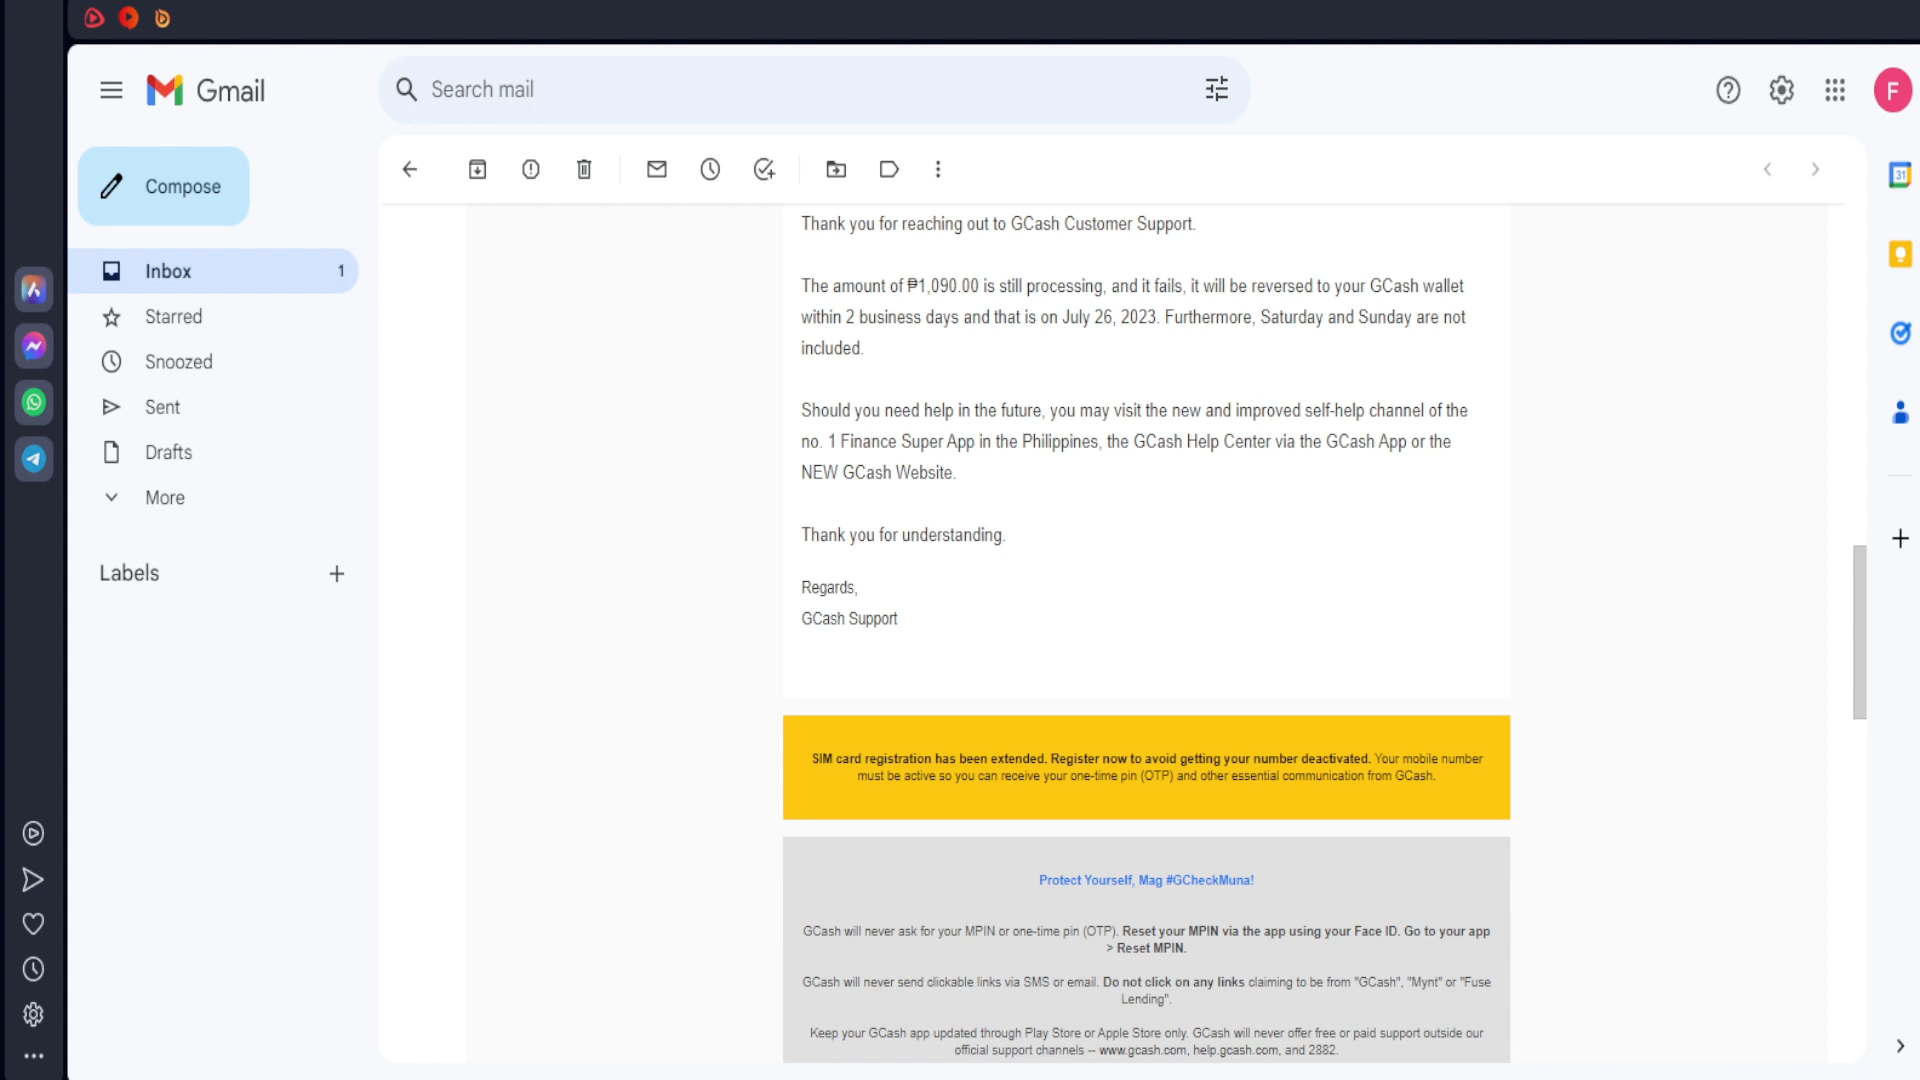 Gmail
Search mail
F
Compose
31
Inbox 1
Starred
Snoozed
Sent
Drafts
More
Labels
Thank you for reaching out to GCash Customer Support.
The amount of ₱1,090.00 is still processing, and it fails, it will be reversed to your GCash wallet
within 2 business days and that is on July 26, 2023. Furthermore, Saturday and Sunday are not
included.
Should you need help in the future, you may visit the new and improved self-help channel of the
no. 1 Finance Super App in the Philippines, the GCash Help Center via the GCash App or the
NEW GCash Website.
Thank you for understanding.
Regards,
GCash Support
SIM card registration has been extended. Register now to avoid getting your number deactivated. Your mobile number
must be active so you can receive your one-time pin (OTP) and other essential communication from GCash.
Protect Yourself, Mag #GCheckMuna!
GCash will never ask for your MPIN or one-time pin (OTP). Reset your MPIN via the app using your Face ID. Go to your app
> Reset MPIN.
GCash will never send clickable links via SMS or email. Do not click on any links claiming to be from "GCash", "Mynt" or "Fuse
Lending".
Keep your GCash app updated through Play Store or Apple Store only. GCash will never offer free or paid support outside our
official support channels -- www.gcash.com, help.gcash.com, and 2882.